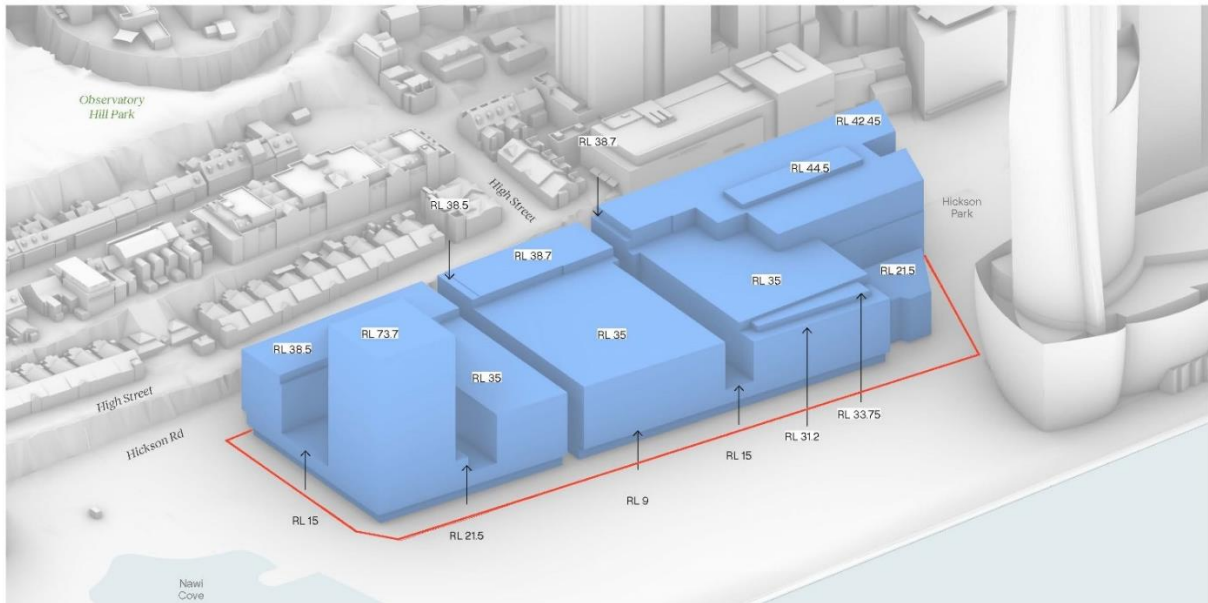 Observatory
Hill Park
RL 42.45
RL 38.7
RL 44.5
High Street
RL 38.5
Hickson
Park
RL 38.7
RL 35
RL 21.5
RL 73.7
RL 35
RL 38.5
RL 35
High Street
RL 33.75
Hickson Rd
RL 31.2
RL 15
RL 9
RL 15
RL 21.5
Nawi
Cove